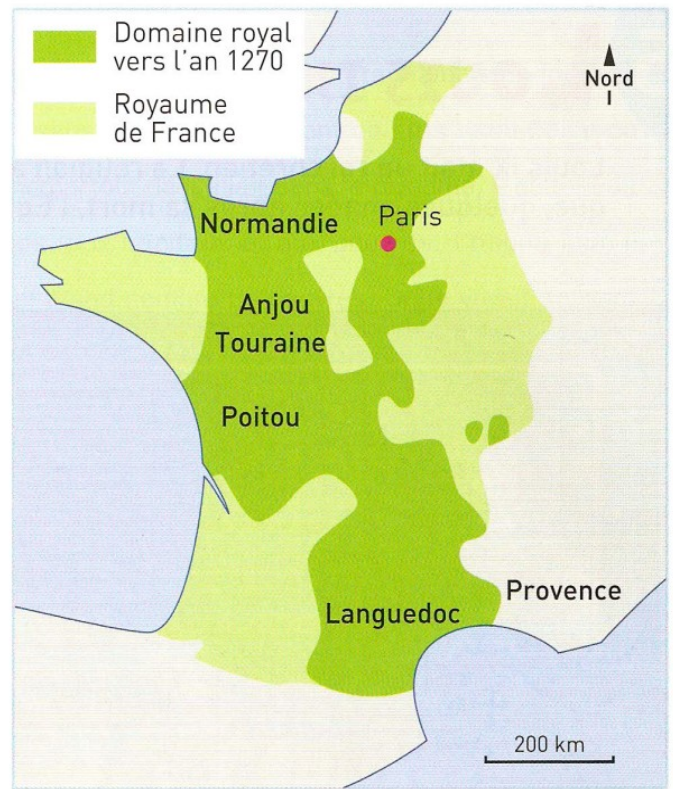 Domaine royal
vers l'an 1270
Royaume
de France
Nord
Normandie
Paris
Anjou
Touraine
Poitou
Provence
Languedoc
200 km